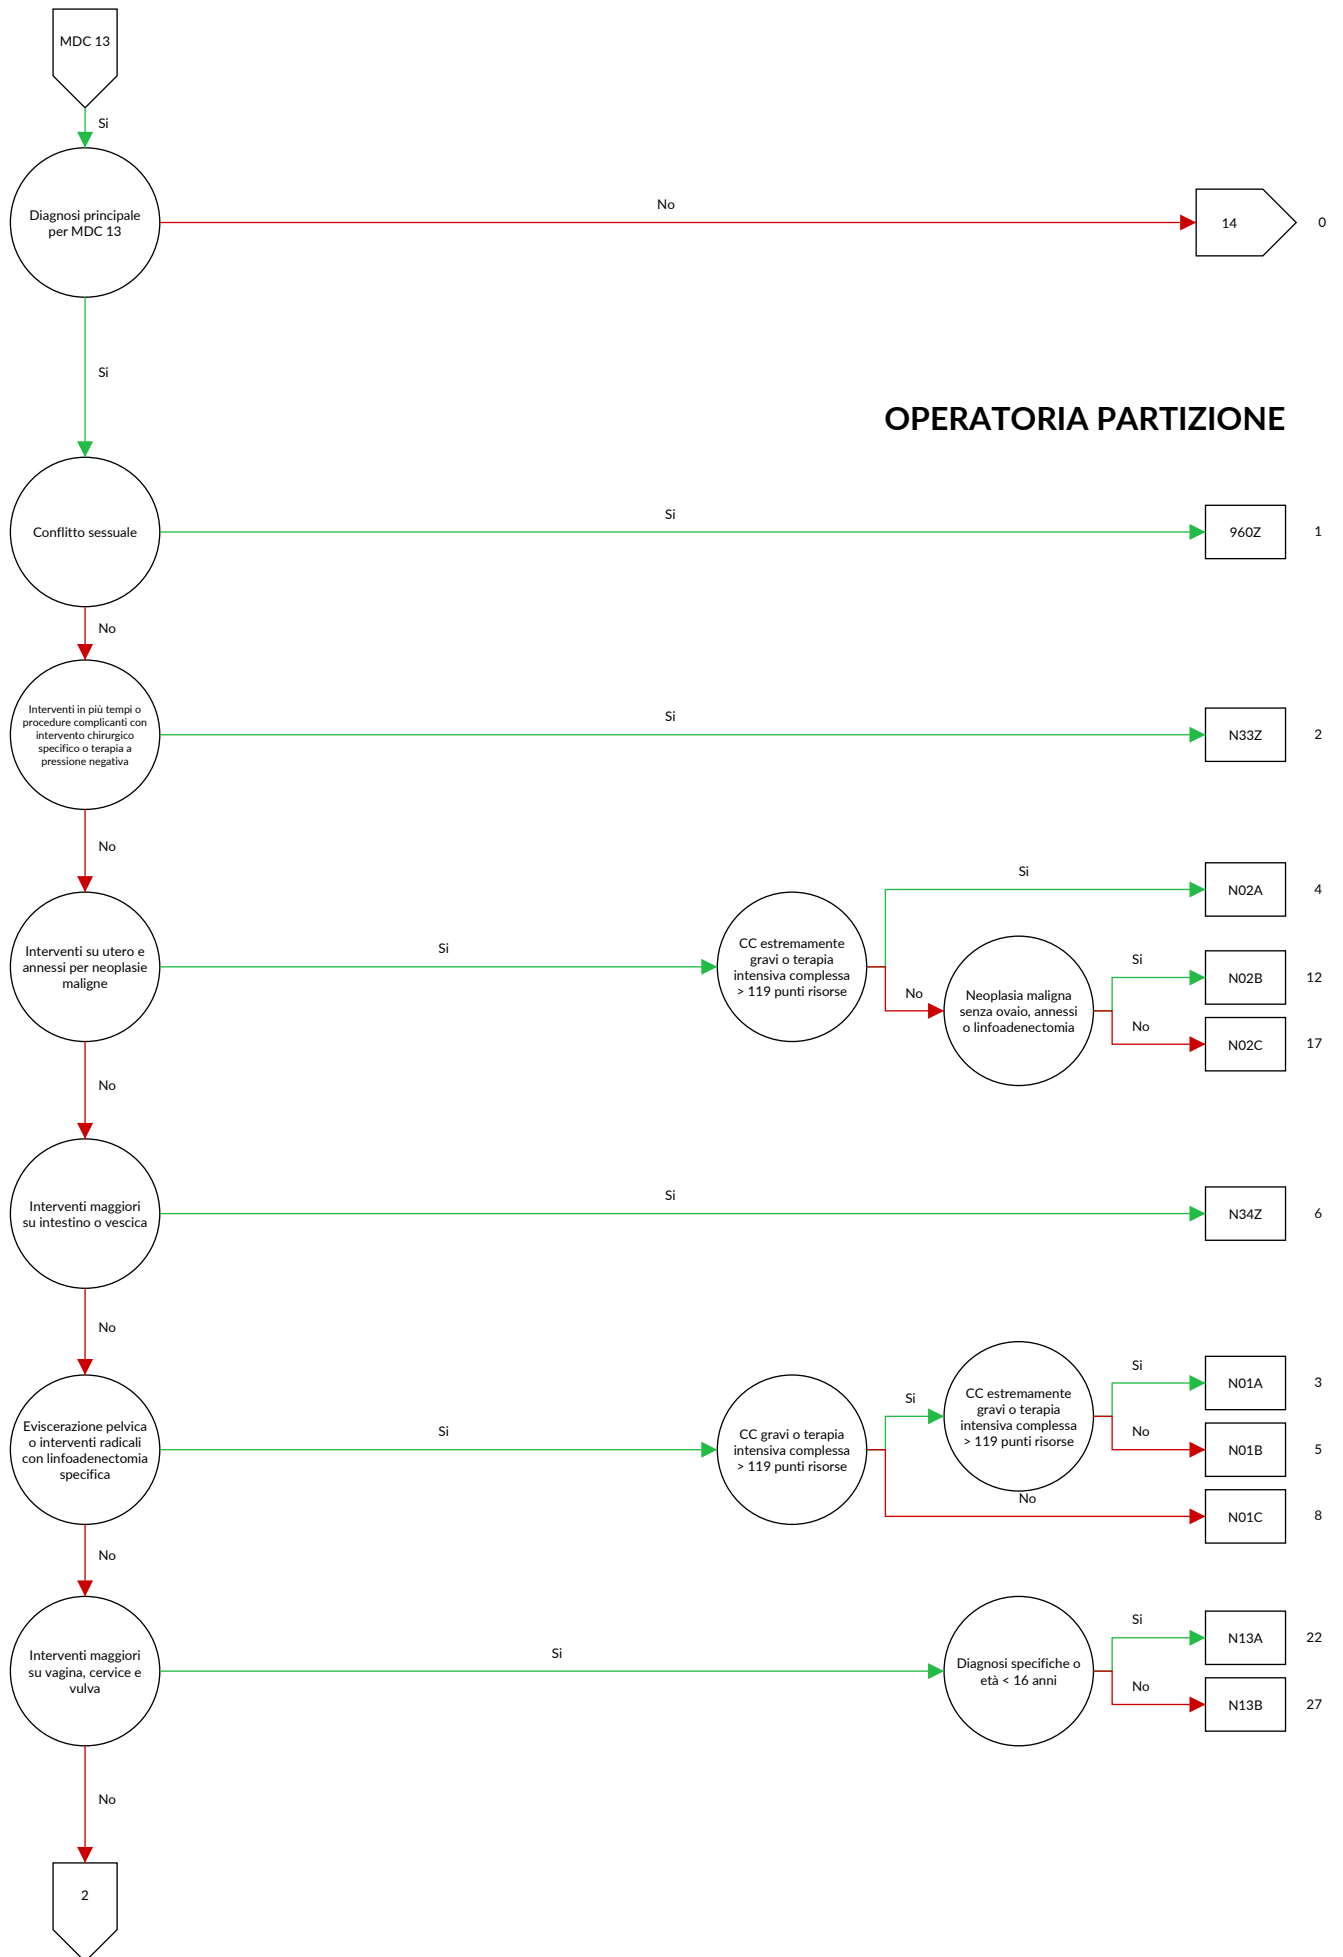 MDC 13
Si
Diagnosi principale
per MDC 13
No
14
0
Si
OPERATORIA PARTIZIONE
Conflitto sessuale
Si
960Z
1
No
Interventi in più tempi o
procedure complicanti con
intervento chirurgico
specifico o terapia a
pressione negativa
Si
N33Z
2
No
Interventi su utero e
annessi per neoplasie
maligne
Si
CC estremamente
gravi o terapia
intensiva complessa
> 119 punti risorse
Si
N02A
4
No
Neoplasia maligna
senza ovaio, annessi
o linfoadenectomia
Si
N02B
12
No
N02C
17
No
Interventi maggiori
su intestino o vescica
Si
N34Z
6
No
Eviscerazione pelvica
o interventi radicali
con linfoadenectomia
specifica
Si
CC gravi o terapia
intensiva complessa
> 119 punti risorse
Si
CC estremamente
gravi o terapia
intensiva complessa
> 119 punti risorse
Si
N01A
3
No
N01B
5
No
N01C
8
No
Interventi maggiori
su vagina, cervice e
vulva
Si
Diagnosi specifiche o
età < 16 anni
Si
N13A
22
No
N13B
27
No
2